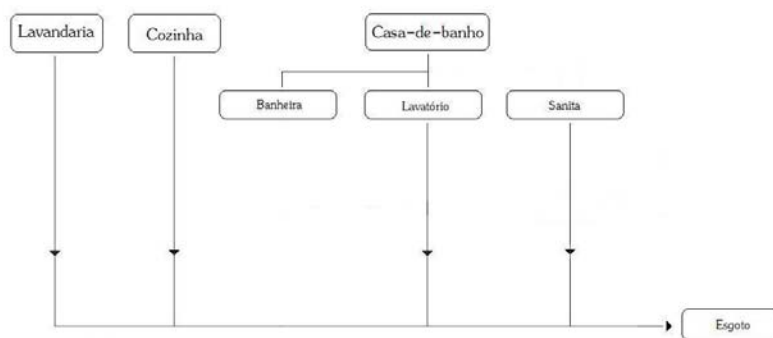 Lavandaria
Cozinha
Casa-de-banho
Banheira
Lavatório
Sanita
Esgoto